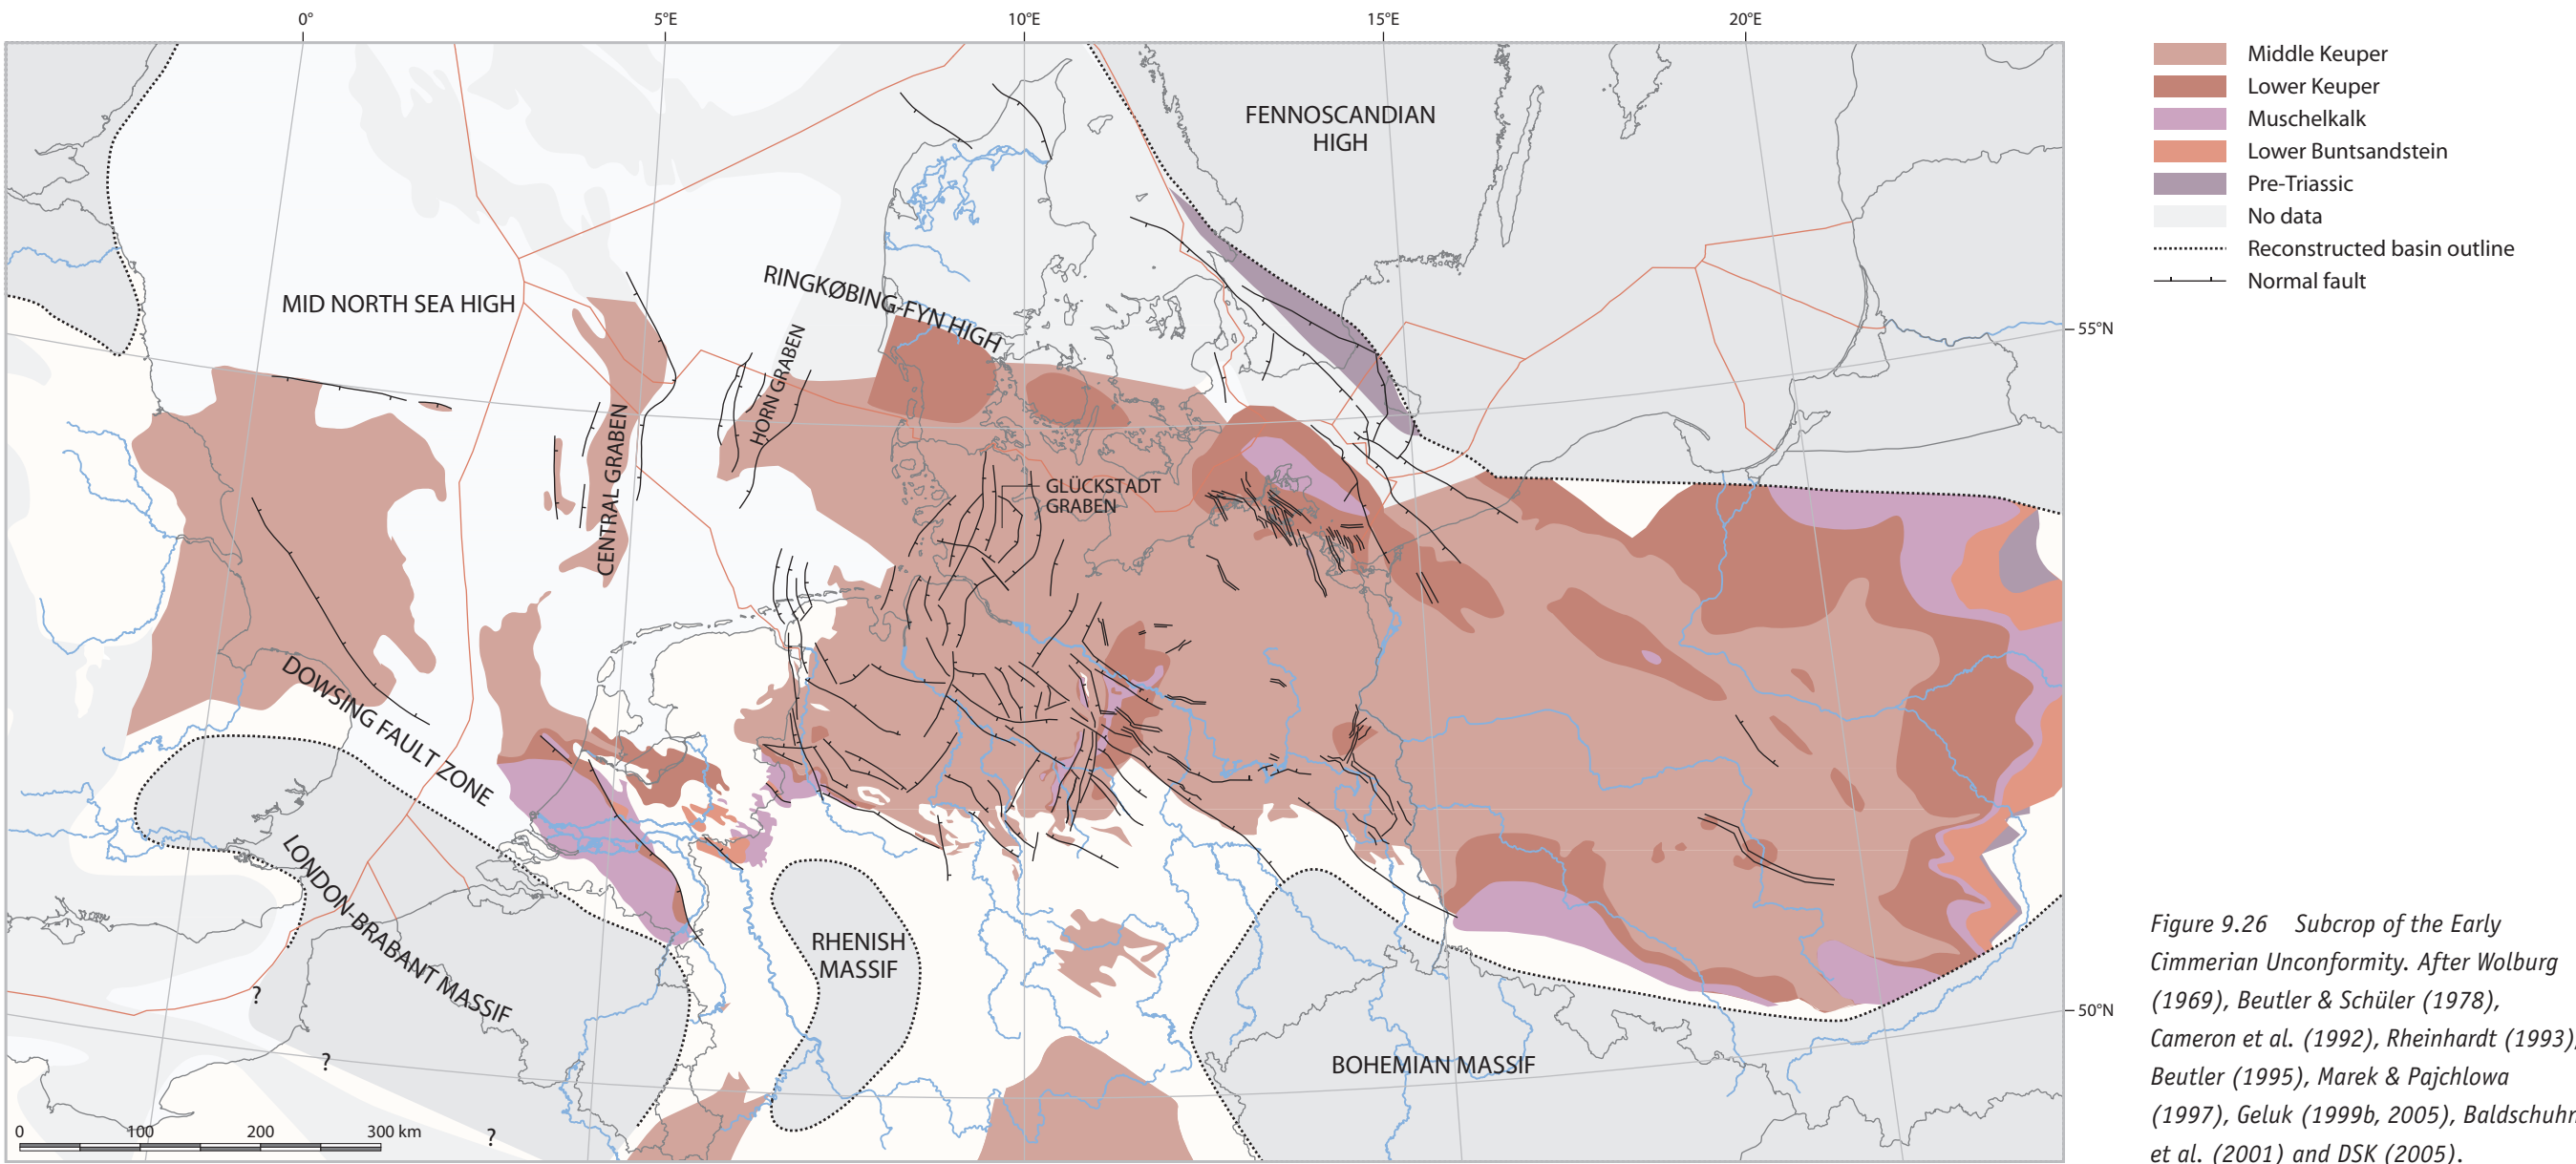 0°
5°E
10°E
15°E
20°E
55°N
50°N
FENNOSCANDIAN
HIGH
MID NORTH SEA HIGH
RINGKØBING-FYN HIGH
HORN GRABEN
CENTRAL GRABEN
GLÜCKSTADT
GRABEN
DOWSING FAULT ZONE
LONDON-BRABANT MASSIF
RHENISH
MASSIF
BOHEMIAN MASSIF
?
?
?
0
100
200
300 km
Middle Keuper
Lower Keuper
Muschelkalk
Lower Buntsandstein
Pre-Triassic
No data
Reconstructed basin outline
Normal fault
Figure 9.26 Subcrop of the Early
Cimmerian Unconformity. After Wolburg
(1969), Beutler & Schüler (1978),
Cameron et al. (1992), Rheinhardt (1993),
Beutler (1995), Marek & Pajchlowa
(1997), Geluk (1999b, 2005), Baldschuhn
et al. (2001) and DSK (2005).